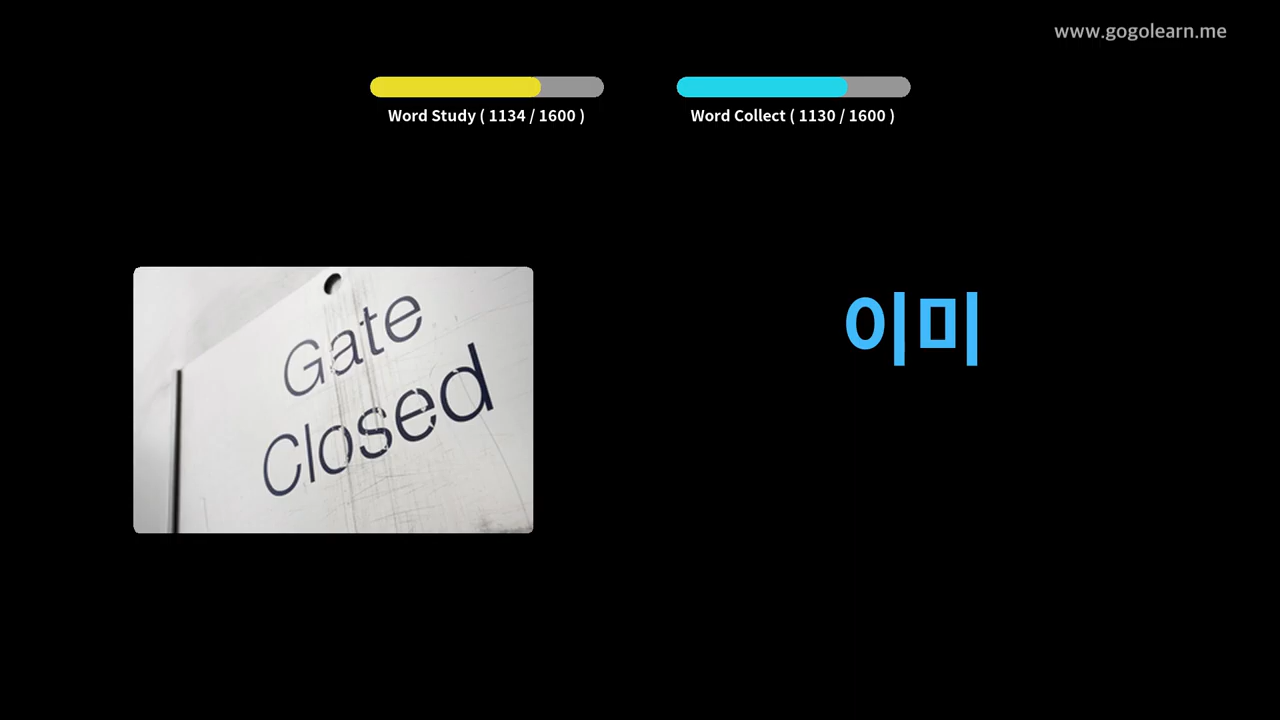 www.gogolearn.me
Word Study ( 1134 / 1600 )
Word Collect ( 1130 / 1600 )
Gate
Closed
이미